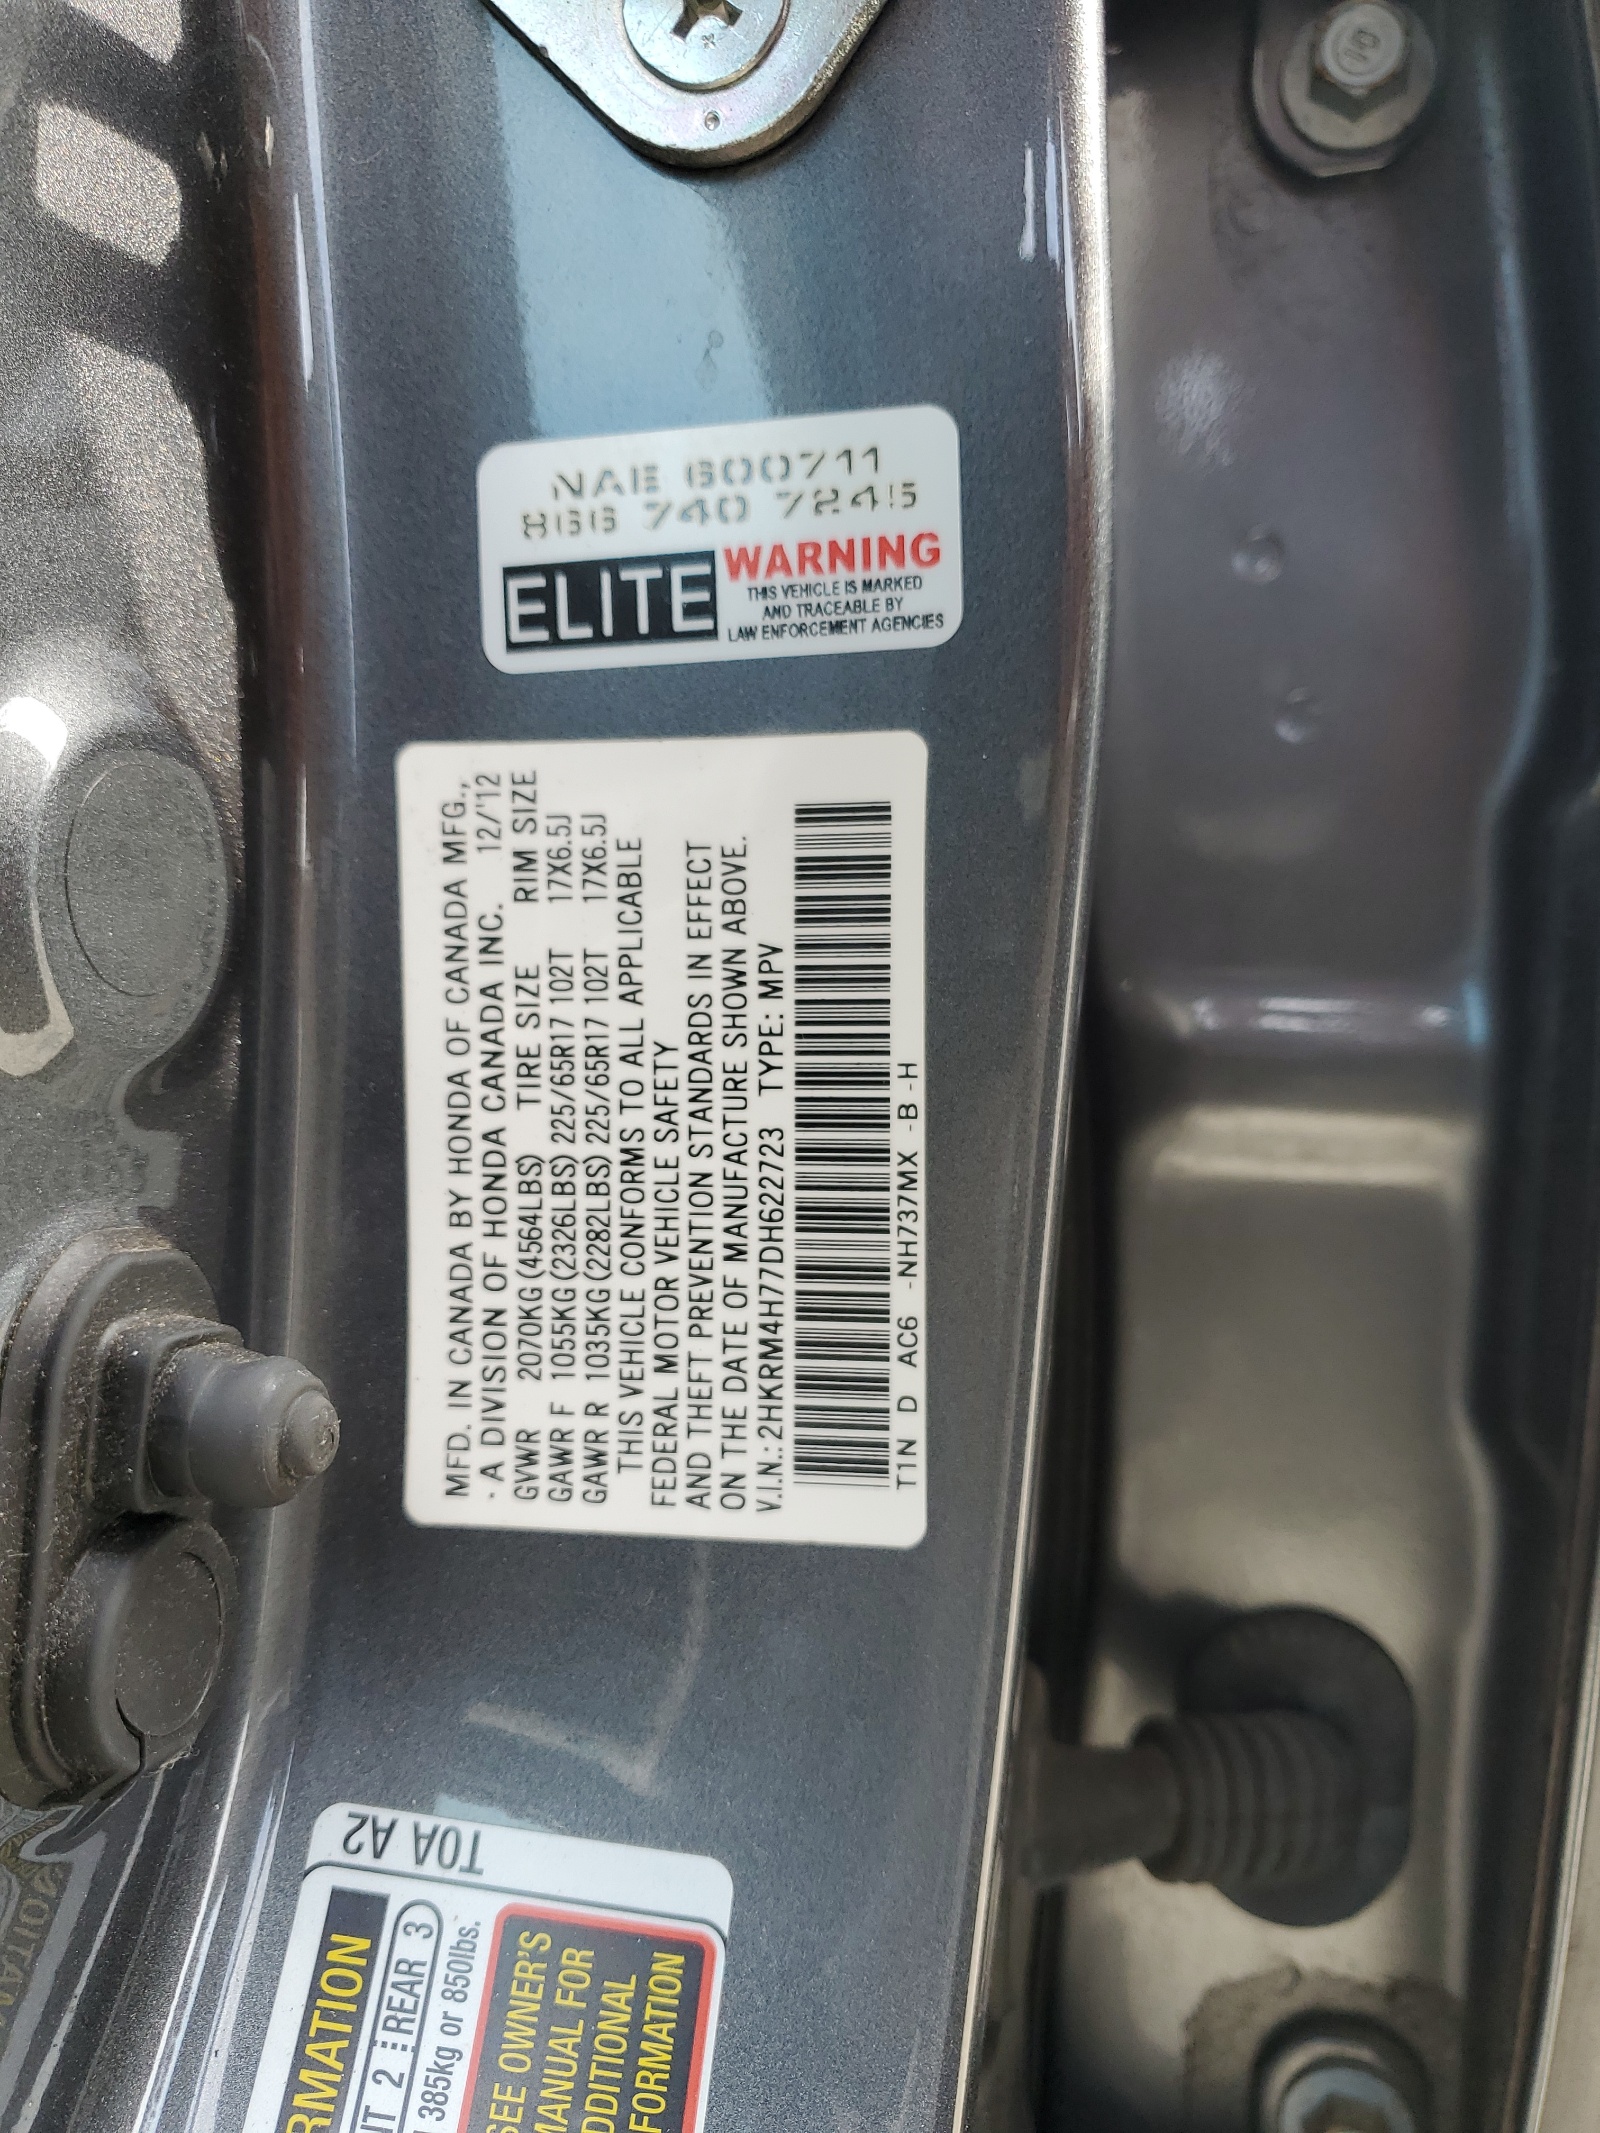 NAE 600711
866 740 7245
ELITE
WARNING
THIS VEHICLE IS MARKED
AND TRACEABLE BY
LAW ENFORCEMENT AGENCIES
MFD. IN CANADA BY HONDA OF CANADA MFG.,
· A DIVISION OF HONDA CANADA INC. 12/'12
GVWR 2070KG(4564LBS) TIRE SIZE RIM SIZE
GAWR F 1055KG(2326LBS) 225/65R17 102T 17X6.5J
GAWR R 1035KG(2282LBS) 225/65R17 102T 17X6.5J
THIS VEHICLE CONFORMS TO ALL APPLICABLE
FEDERAL MOTOR VEHICLE SAFETY
AND THEFT PREVENTION STANDARDS IN EFFECT
ON THE DATE OF MANUFACTURE SHOWN ABOVE.
V.I.N.: 2HKRM4H77DH622723 TYPE: MPV
T1N D AC6 -NH737MX -B -H
T0A A2
RMATION
NT 2 REAR 3
385kg or 850lbs.
SEE OWNER'S
MANUAL FOR
DDITIONAL
FORMATION